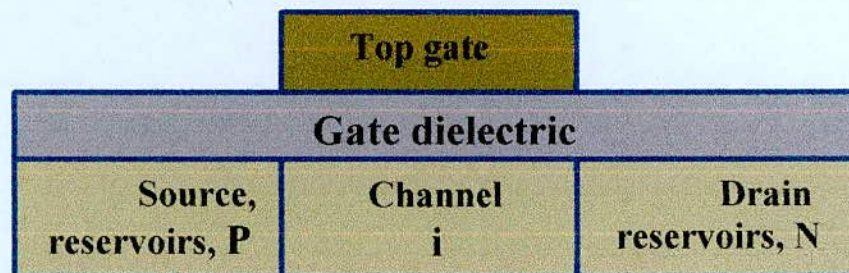 Top gate
Gate dielectric
Source,
reservoirs, P
Channel
i
Drain
reservoirs, N